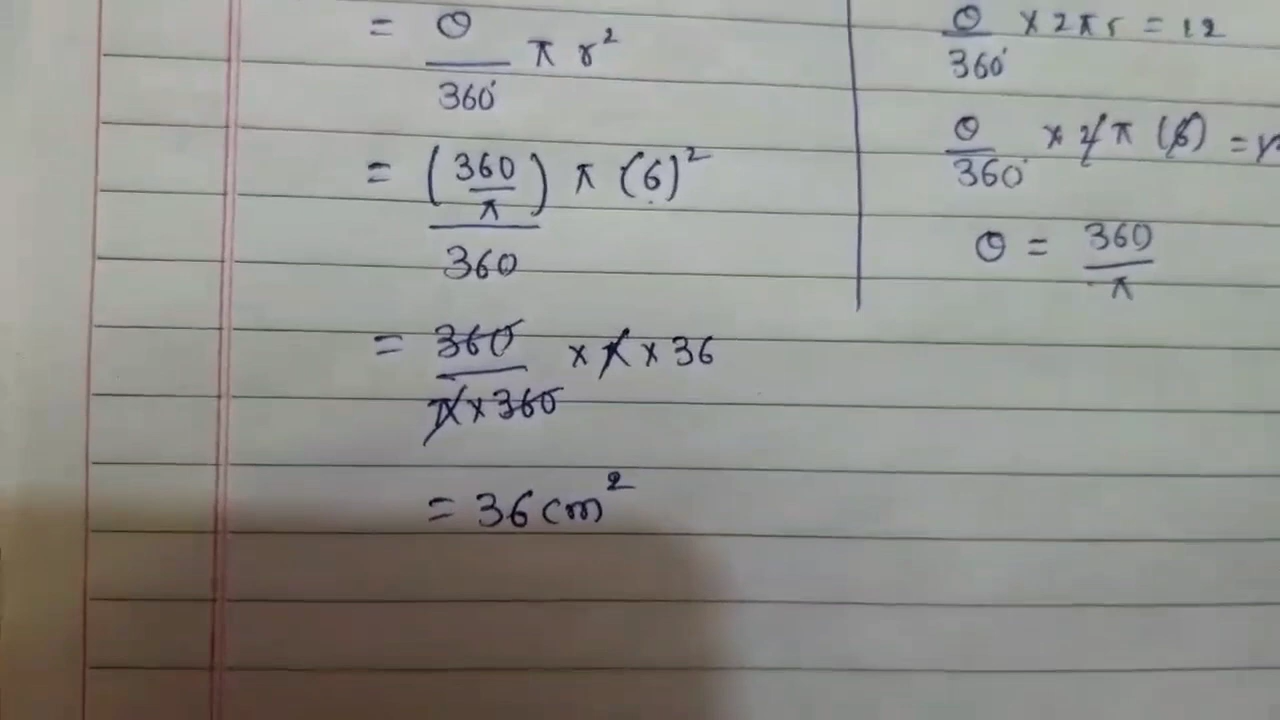 = θ/360° π r²
= (360/π)/360 π (6)²
= 360/π×360 × π × 36
= 36 cm²
θ/360° × 2πr = 12
θ/360° × 2π (6) =
θ = 360/π